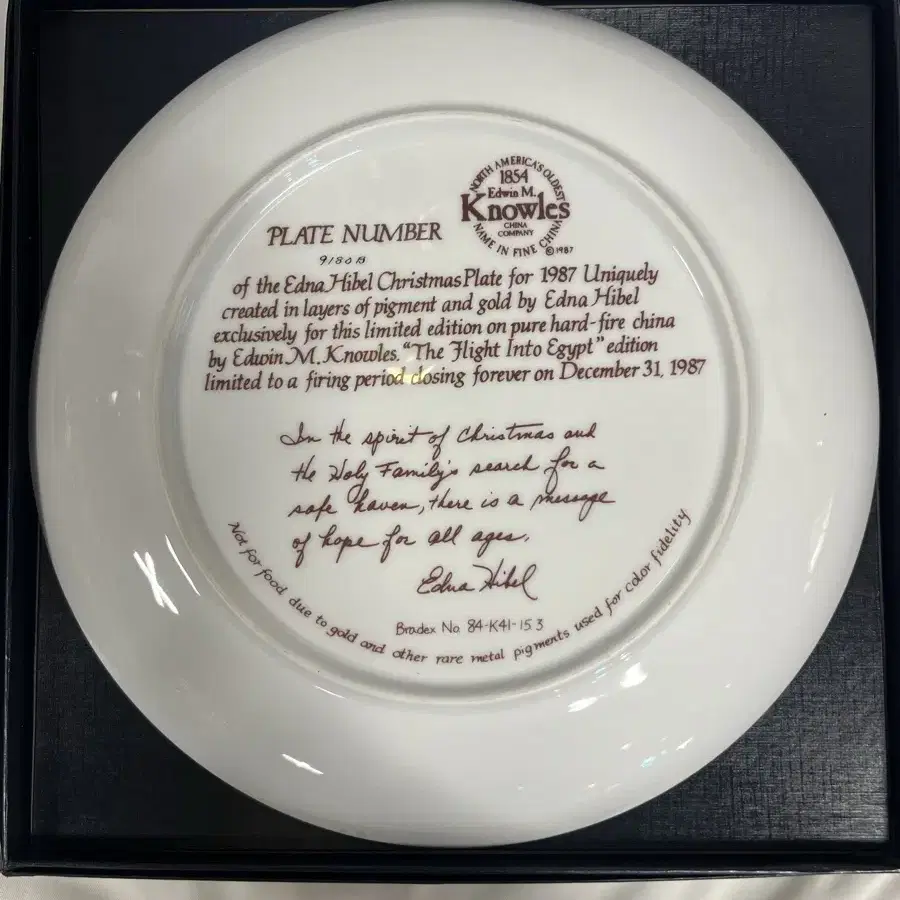 NORTH AMERICA'S OLDEST
1854
Edwin M.
Knowles
CHINA
COMPANY
NAME IN FINE CHINA
©1987
PLATE NUMBER
of the Edna Hibel Christmas Plate for 1987 Uniquely
created in layers of pigment and gold by Edna Hibel
exclusively for this limited edition on pure hard-fire china
by Edwin M. Knowles. "The Flight Into Egypt" edition
limited to a firing period closing forever on December 31, 1987
In the spirit of Christmas and
the Holy Family's search for a
safe haven, there is a message
of hope for all ages.
Edna Hibel
Bradex No. 84-K41-15.3
Not for food due to gold and other rare metal pigments used for color fidelity